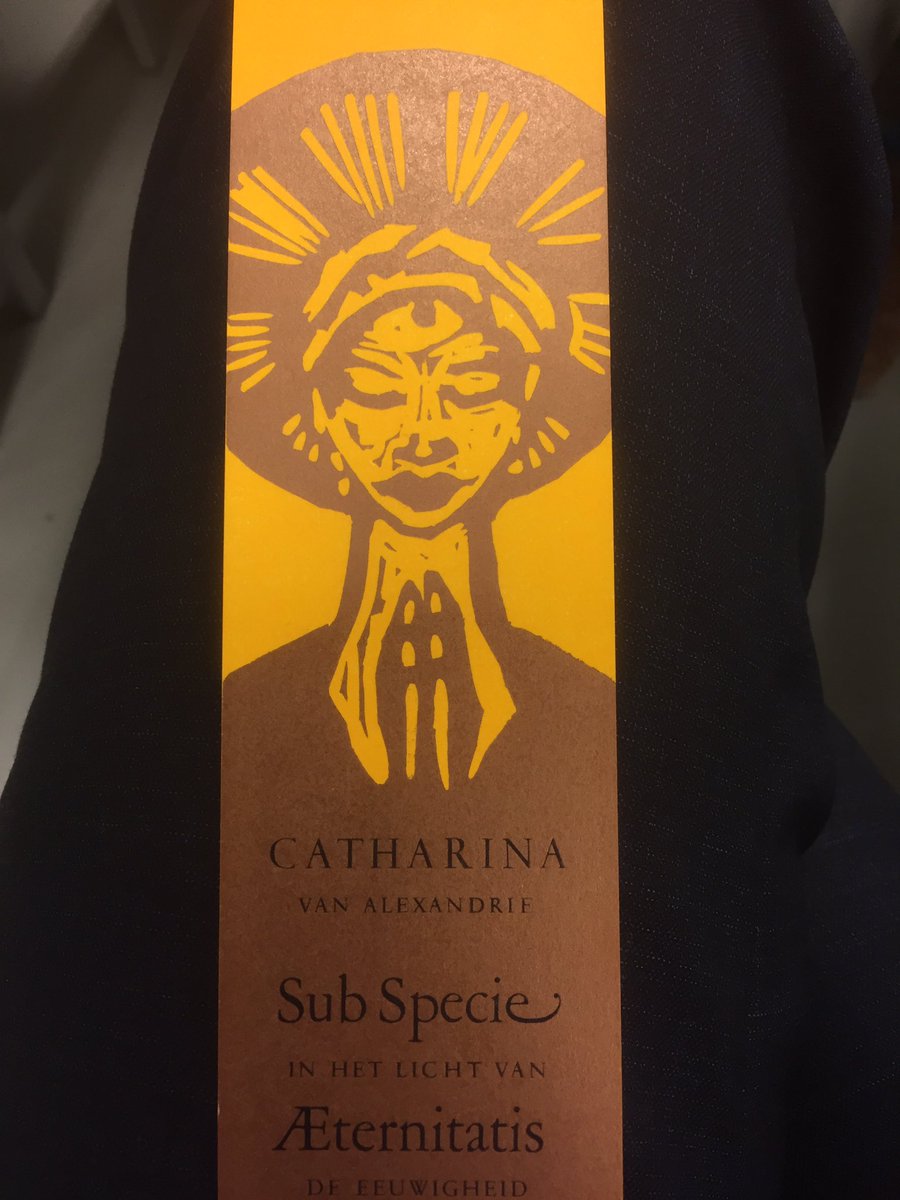 CATHARINA
VAN ALEXANDRIE
Sub Specie
IN HET LICHT VAN
Æternitatis
DE EEUWIGHEID